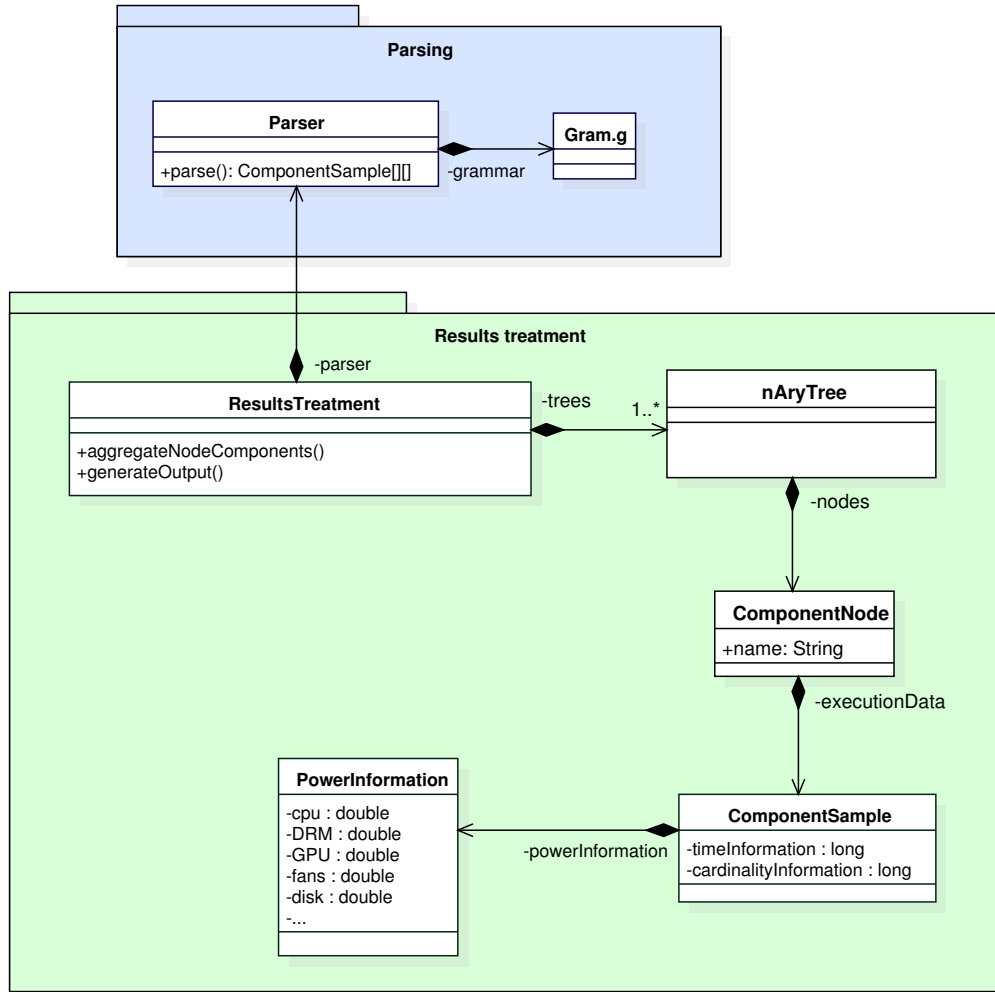 Parsing
Parser
+parse(): ComponentSample[][]
-grammar
Gram.g
Results treatment
-parser
ResultsTreatment
+aggregateNodeComponents()
+generateOutput()
-trees
1..*
nAryTree
-nodes
ComponentNode
+name: String
-executionData
PowerInformation
-cpu : double
-DRM : double
-GPU : double
-fans : double
-disk : double
-...
-powerInformation
ComponentSample
-timeInformation : long
-cardinalityInformation : long